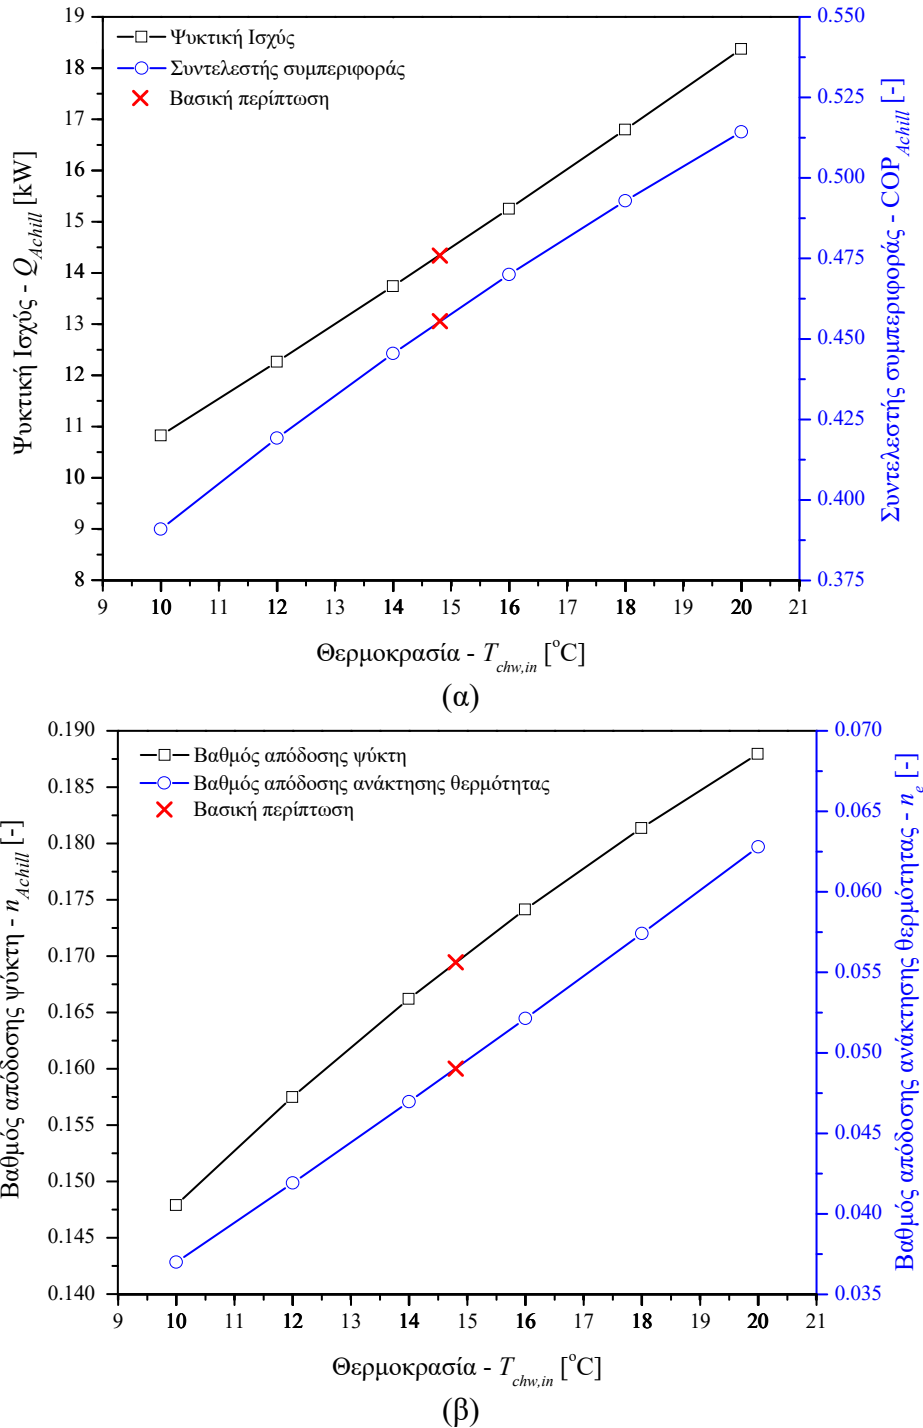 Ψυκτική Ισχύς
Συντελεστής συμπεριφοράς
Βασική περίπτωση
Ψυκτική Ισχύς - Q_Achill [kW]
19
18
17
16
15
14
13
12
11
10
9
8
0.550
0.525
0.500
0.475
0.450
0.425
0.400
0.375
Συντελεστής συμπεριφοράς - COP_Achill [-]
9 10 11 12 13 14 15 16 17 18 19 20 21
Θερμοκρασία - T_chw,in [°C]
(α)
Βαθμός απόδοσης ψύκτη
Βαθμός απόδοσης ανάκτησης θερμότητας
Βασική περίπτωση
Βαθμός απόδοσης ψύκτη - n_Achill [-]
0.190
0.185
0.180
0.175
0.170
0.165
0.160
0.155
0.150
0.145
0.140
0.070
0.065
0.060
0.055
0.050
0.045
0.040
0.035
Βαθμός απόδοσης ανάκτησης θερμότητας - n_e [-]
9 10 11 12 13 14 15 16 17 18 19 20 21
Θερμοκρασία - T_chw,in [°C]
(β)